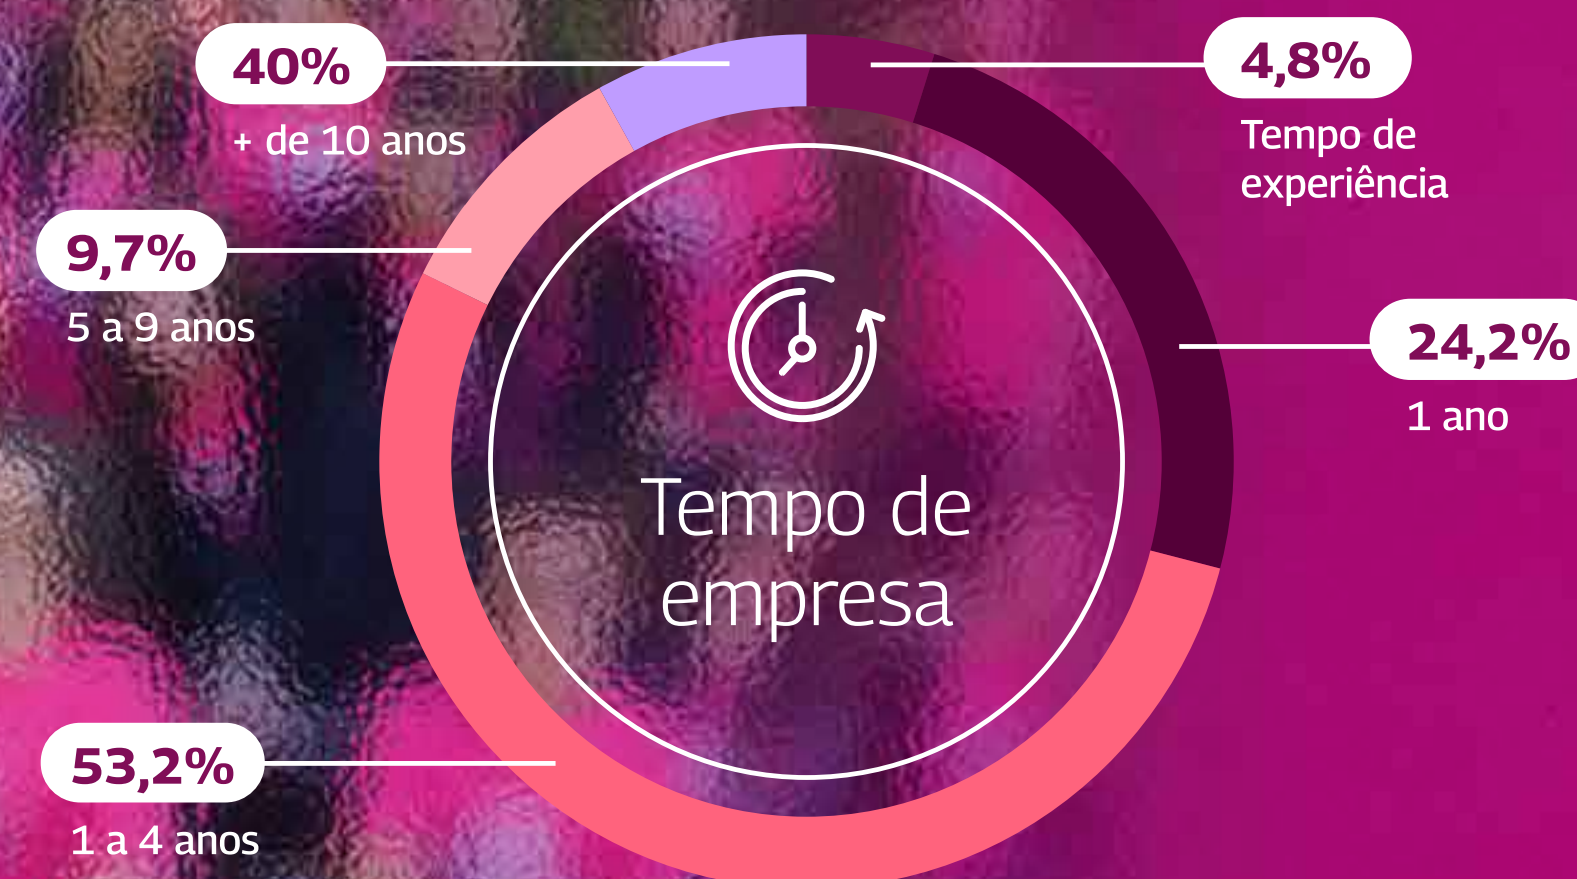 40%
+ de 10 anos
4,8%
Tempo de
experiência
9,7%
5 a 9 anos
24,2%
1 ano
Tempo de
empresa
53,2%
1 a 4 anos